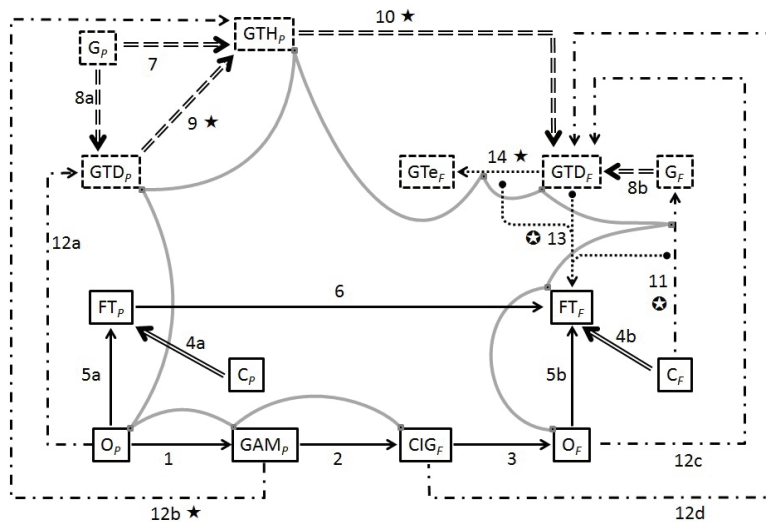 10 ★
G_P
7
GTH_P
8a
9 ★
GTD_P
GTe_F
14 ★
GTD_F
G_F
8b
12a
✪ 13
11
✪
6
FT_P
FT_F
4a
4b
5a
C_P
5b
C_F
O_P
1
GAM_P
2
CIG_F
3
O_F
12c
12b ★
12d